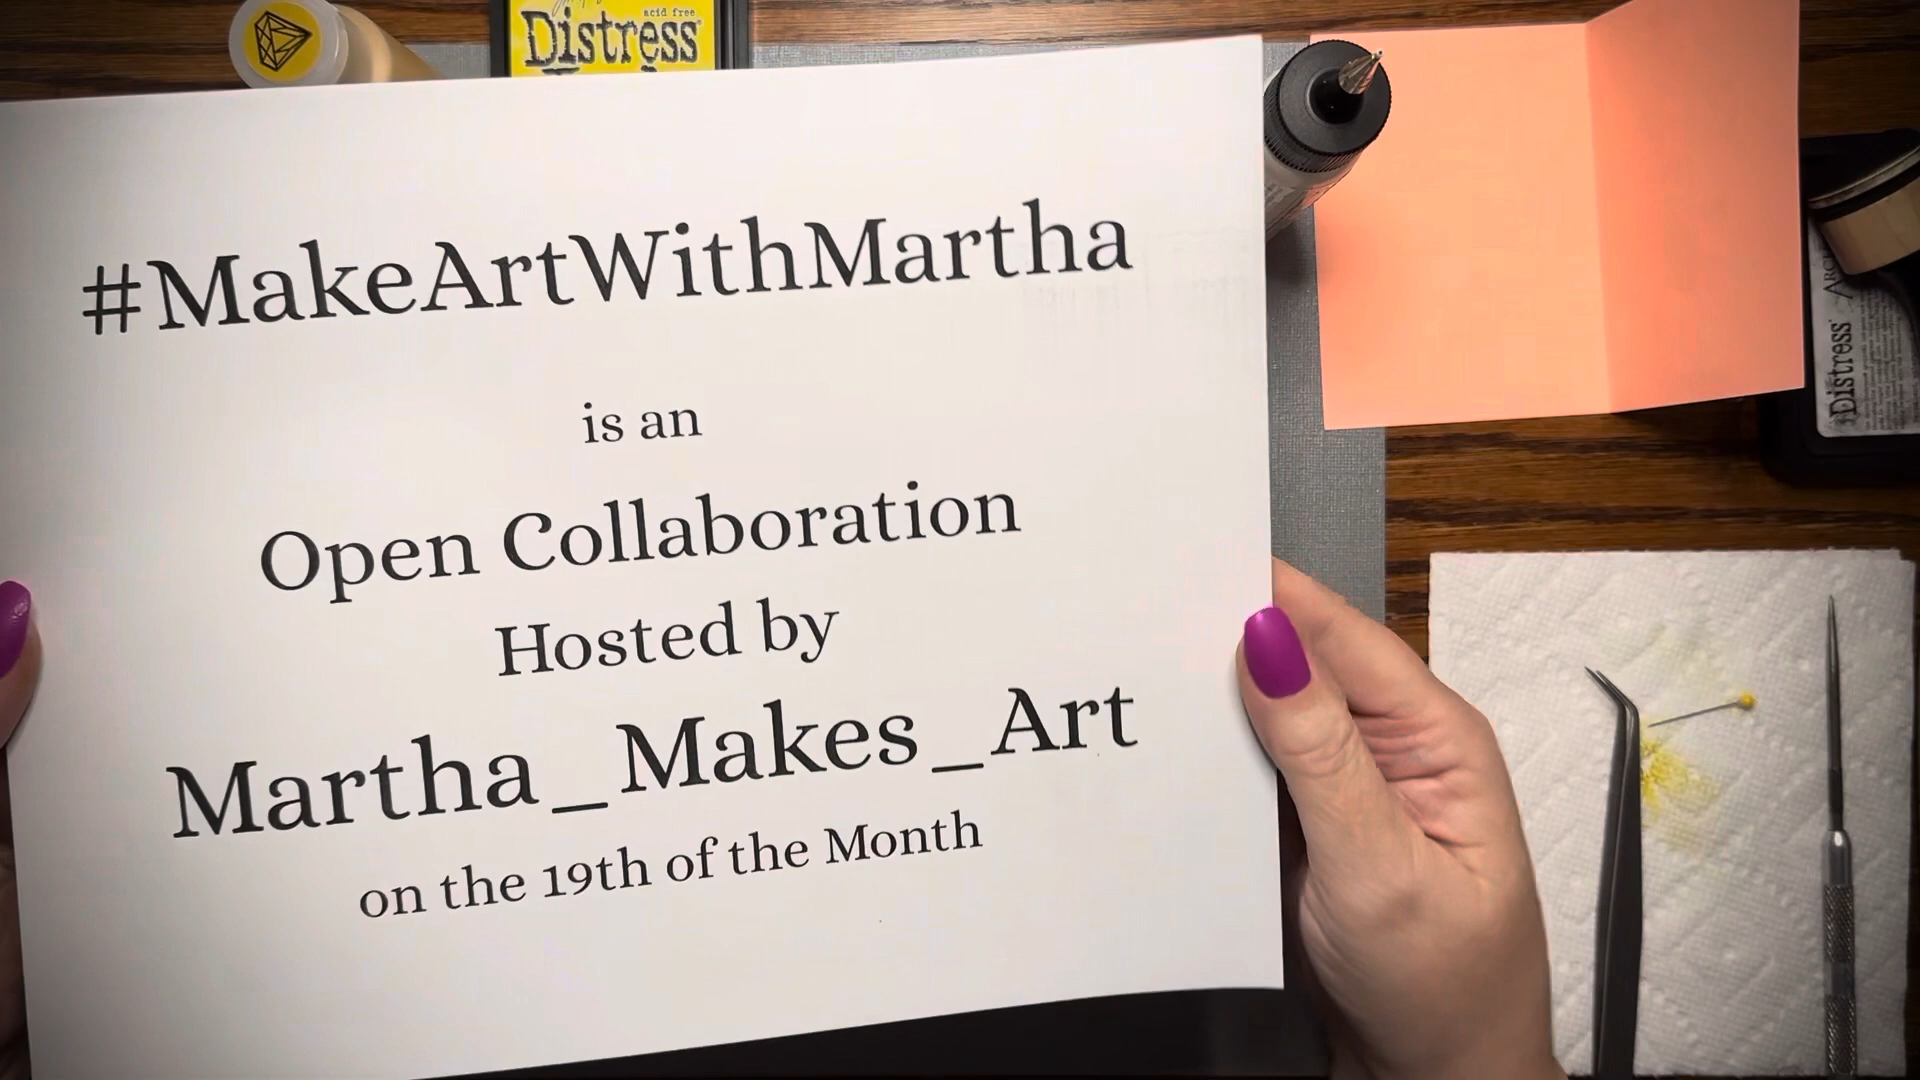 acid free
Distress
#MakeArtWithMartha
is an
Open Collaboration
Hosted by
Martha_Makes_Art
on the 19th of the Month
Distress